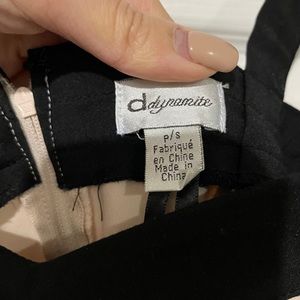 d dynamite
P/S
Fabriqué
en Chine
Made in
China